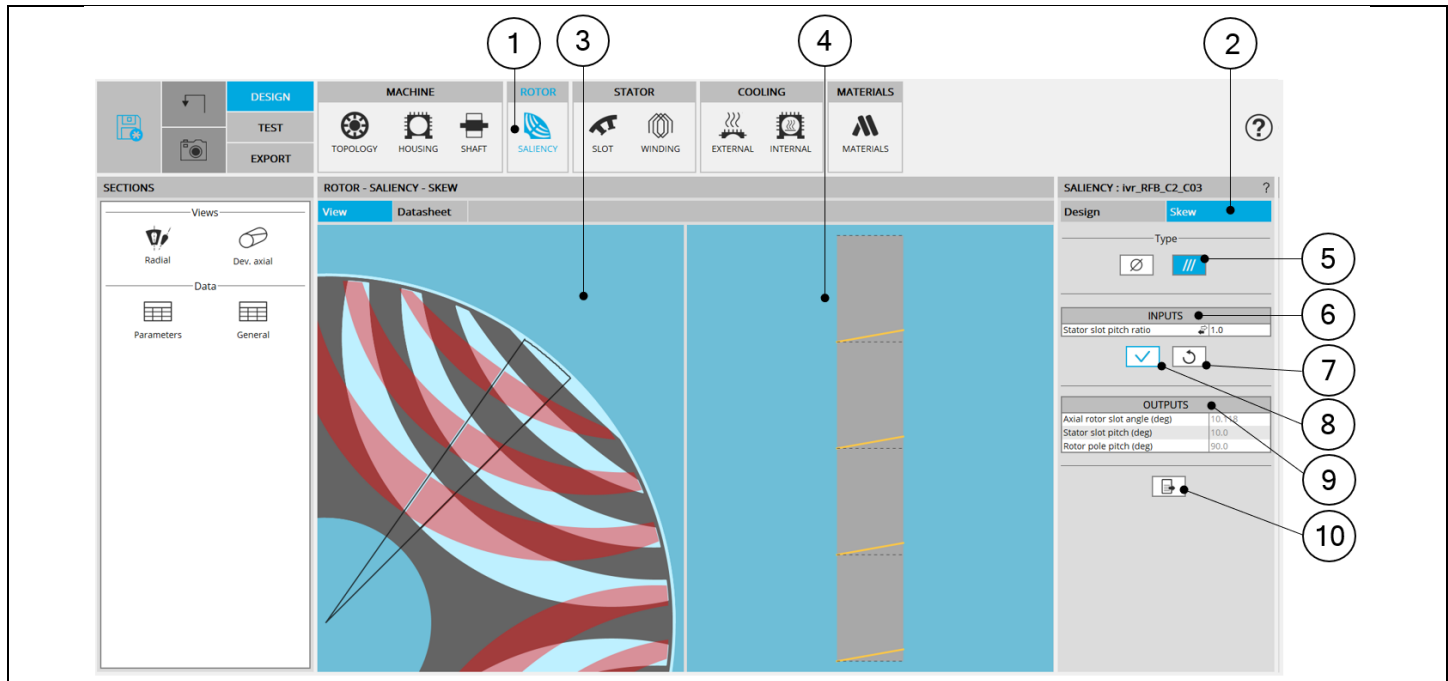 1
3
4
2
DESIGN
TEST
EXPORT
MACHINE
TOPOLOGY
HOUSING
SHAFT
ROTOR
SALIENCY
STATOR
SLOT
WINDING
COOLING
EXTERNAL
INTERNAL
MATERIALS
MATERIALS
?
SECTIONS
Views
Radial
Dev. axial
Data
Parameters
General
ROTOR - SALIENCY - SKEW
View
Datasheet
SALIENCY : ivr_RFB_C2_C03 ?
Design
Skew
Type
5
INPUTS
6
Stator slot pitch ratio 1.0
7
8
OUTPUTS
Axial rotor slot angle (deg) 10.118
Stator slot pitch (deg) 10.0
Rotor pole pitch (deg) 90.0
9
10